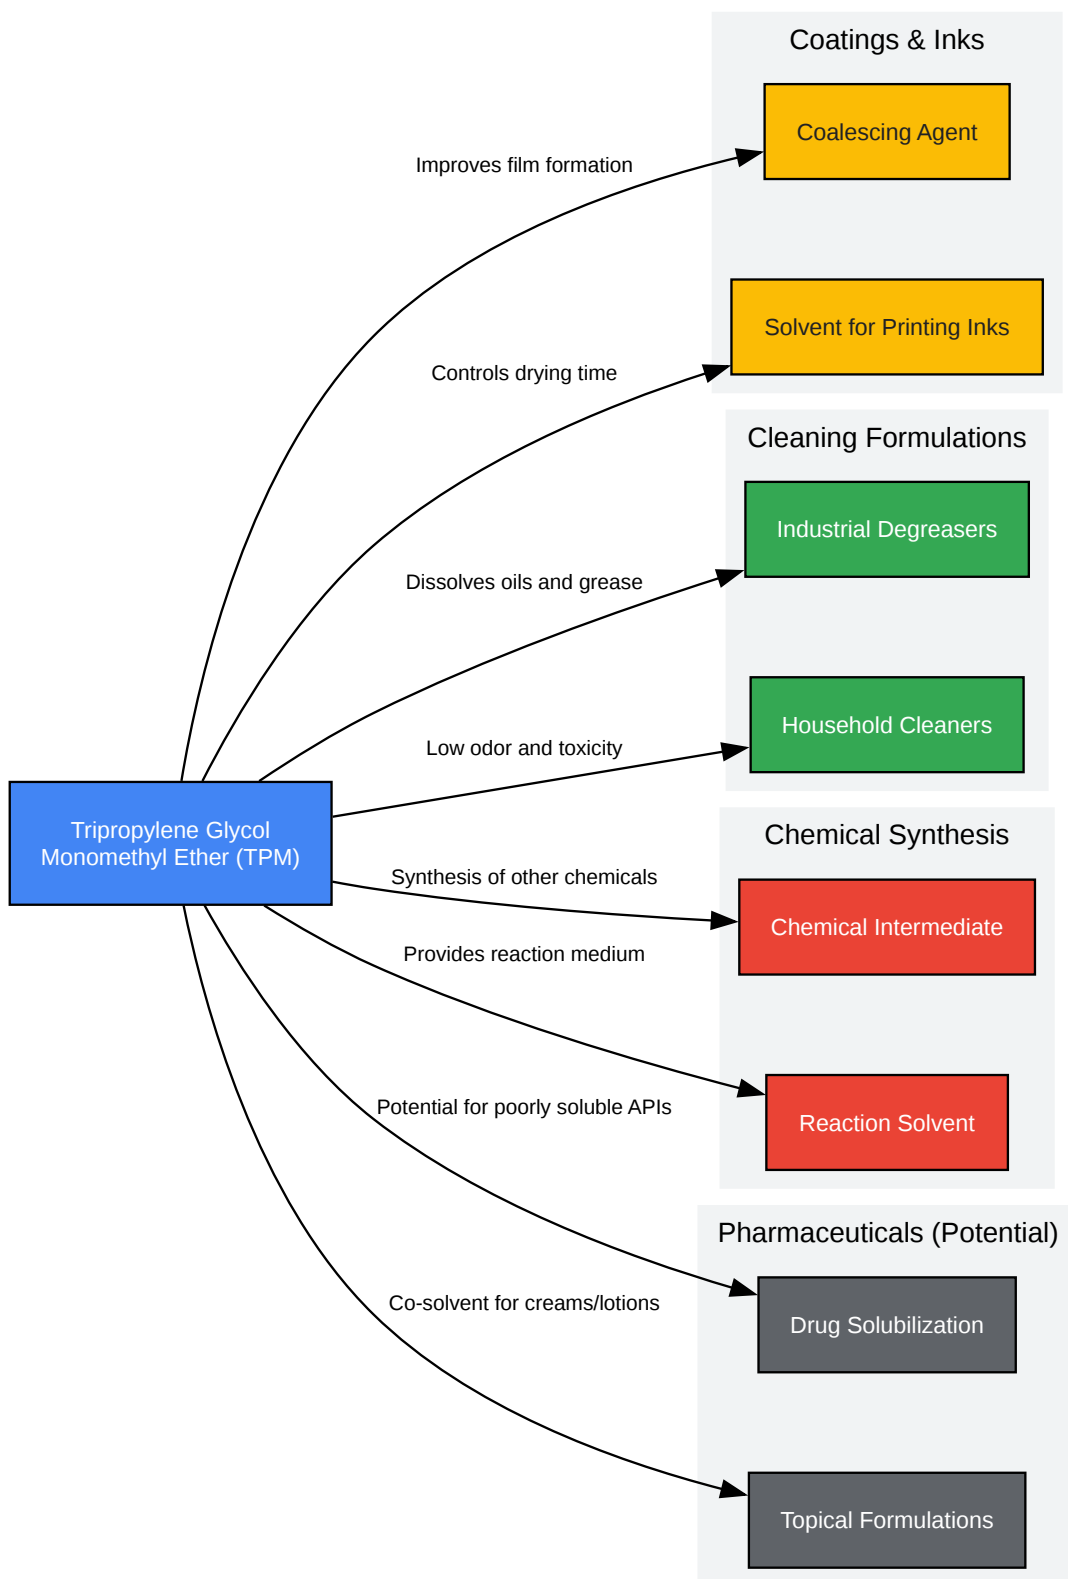 Coatings & Inks
Coalescing Agent
Improves film formation
Solvent for Printing Inks
Controls drying time
Cleaning Formulations
Industrial Degreasers
Dissolves oils and grease
Household Cleaners
Low odor and toxicity
Tripropylene Glycol
Monomethyl Ether (TPM)
Chemical Synthesis
Synthesis of other chemicals
Chemical Intermediate
Provides reaction medium
Reaction Solvent
Potential for poorly soluble APIs
Pharmaceuticals (Potential)
Drug Solubilization
Co-solvent for creams/lotions
Topical Formulations